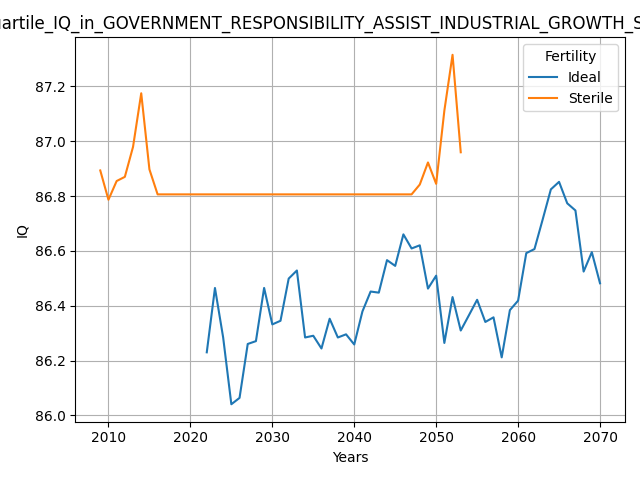 uartile_IQ_in_GOVERNMENT_RESPONSIBILITY_ASSIST_INDUSTRIAL_GROWTH_S
Fertility
Ideal
Sterile
87.2
87.0
86.8
86.6
86.4
86.2
86.0
IQ
2010 2020 2030 2040 2050 2060 2070
Years